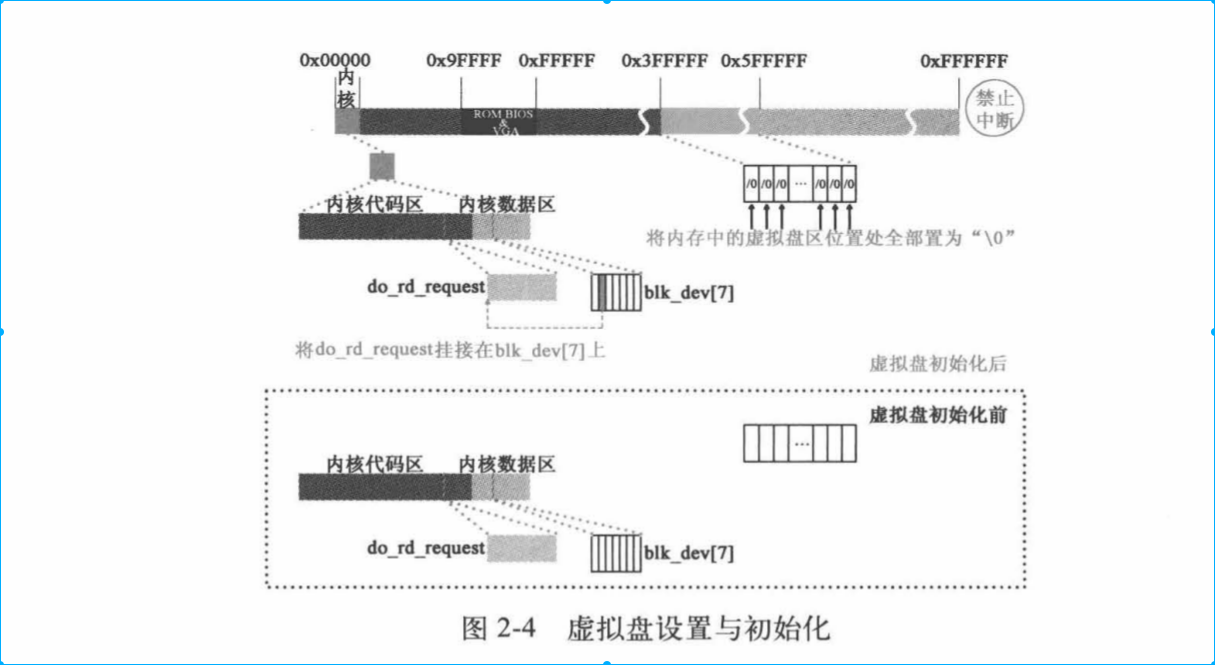 0x00000 0x9FFFF 0xFFFFF 0x3FFFFF 0x5FFFFF 0xFFFFFF
内
核
禁止
中断
ROM BIOS
&
VGA
/0 /0 /0 ... /0 /0 /0
内核代码区 内核数据区
将内存中的虚拟盘区位置处全部置为“\0”
do_rd_request blk_dev[7]
将do_rd_request挂接在blk_dev[7]上
虚拟盘初始化后
虚拟盘初始化前
...
内核代码区 内核数据区
do_rd_request blk_dev[7]
图 2-4 虚拟盘设置与初始化